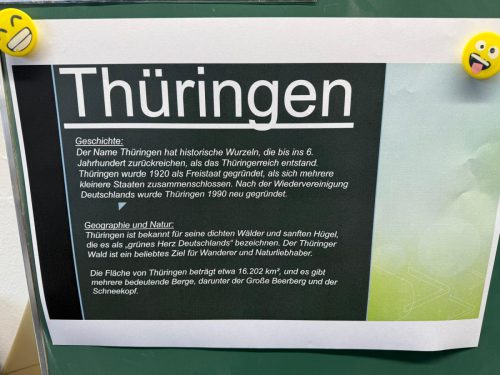 Thüringen
Geschichte:
Der Name Thüringen hat historische Wurzeln, die bis ins 6.
Jahrhundert zurückreichen, als das Thüringerreich entstand.
Thüringen wurde 1920 als Freistaat gegründet, als sich mehrere
kleinere Staaten zusammenschlossen. Nach der Wiedervereinigung
Deutschlands wurde Thüringen 1990 neu gegründet.
Geographie und Natur:
Thüringen ist bekannt für seine dichten Wälder und sanften Hügel,
die es als „grünes Herz Deutschlands“ bezeichnen. Der Thüringer
Wald ist ein beliebtes Ziel für Wanderer und Naturliebhaber.
Die Fläche von Thüringen beträgt etwa 16.202 km², und es gibt
mehrere bedeutende Berge, darunter der Große Beerberg und der
Schneekopf.